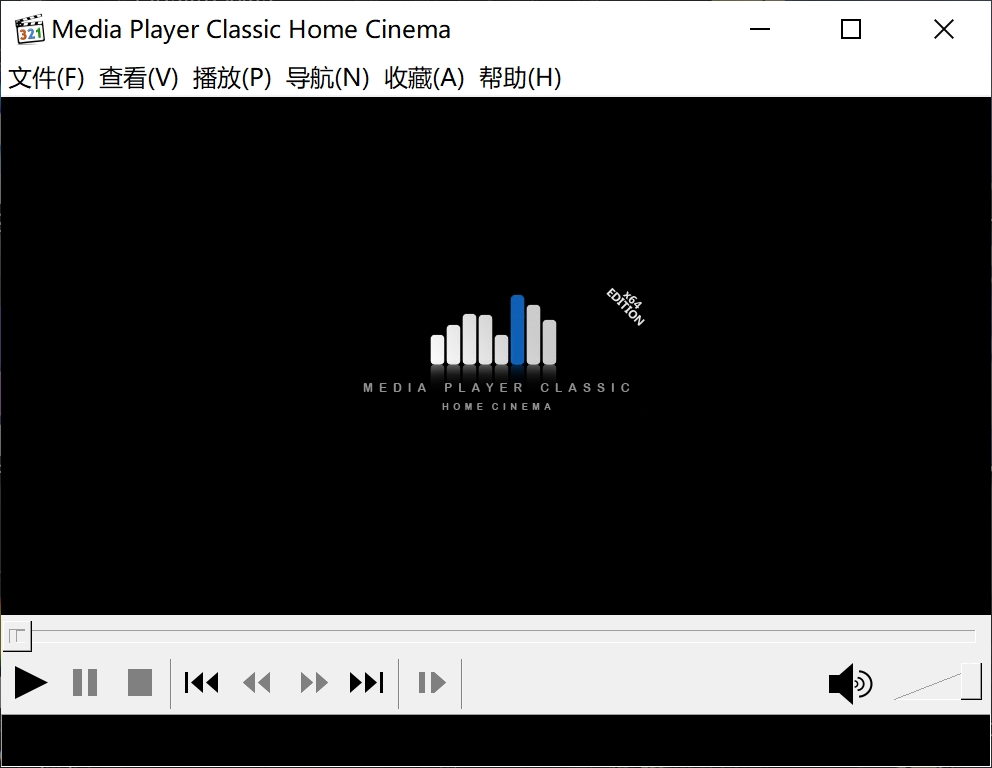 321 Media Player Classic Home Cinema
文件(F) 查看(V) 播放(P) 导航(N) 收藏(A) 帮助(H)
x64
EDITION
MEDIA PLAYER CLASSIC
HOME CINEMA